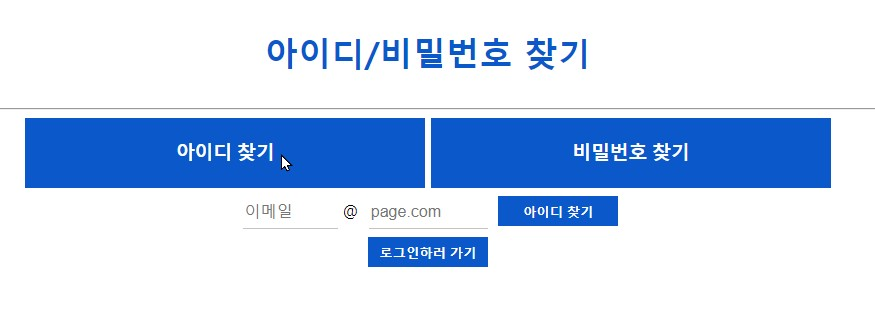 아이디/비밀번호 찾기
아이디 찾기 비밀번호 찾기
이메일 @ page.com 아이디 찾기
로그인하러 가기